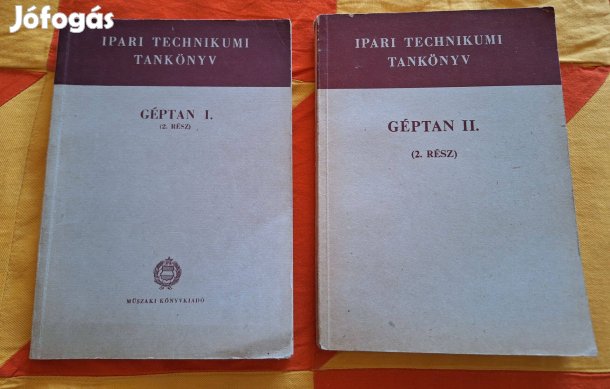 Jófogás
IPARI TECHNIKUMI
TANKÖNYV
GÉPTAN I.
(2. RÉSZ)
MŰSZAKI KÖNYVKIADÓ
IPARI TECHNIKUMI
TANKÖNYV
GÉPTAN II.
(2. RÉSZ)